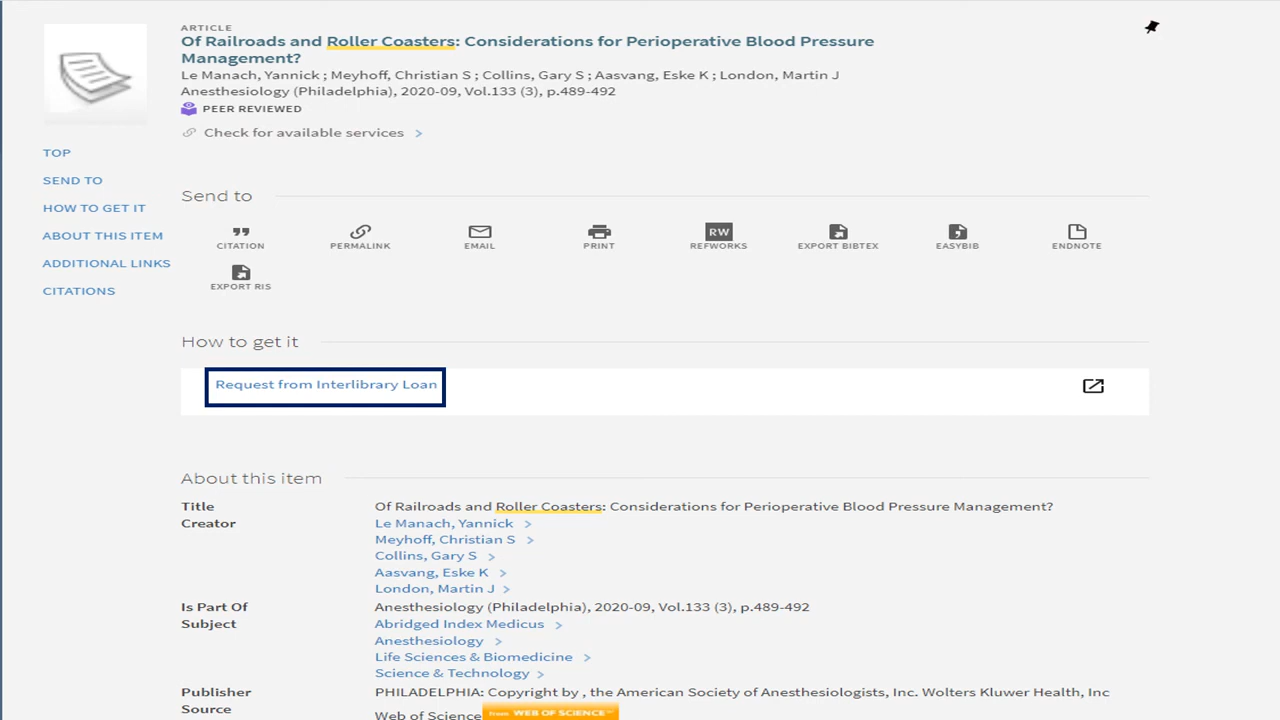 ARTICLE
Of Railroads and Roller Coasters: Considerations for Perioperative Blood Pressure
Management?
Le Manach, Yannick ; Meyhoff, Christian S ; Collins, Gary S ; Aasvang, Eske K ; London, Martin J
Anesthesiology (Philadelphia), 2020-09, Vol.133 (3), p.489-492
PEER REVIEWED
Check for available services >
TOP
SEND TO
HOW TO GET IT
ABOUT THIS ITEM
ADDITIONAL LINKS
CITATIONS
Send to
CITATION
PERMALINK
EMAIL
PRINT
RW
REFWORKS
EXPORT BIBTEX
EASYBIB
ENDNOTE
EXPORT RIS
How to get it
Request from Interlibrary Loan
About this item
Title Of Railroads and Roller Coasters: Considerations for Perioperative Blood Pressure Management?
Creator Le Manach, Yannick >
Meyhoff, Christian S >
Collins, Gary S >
Aasvang, Eske K >
London, Martin J >
Is Part Of Anesthesiology (Philadelphia), 2020-09, Vol.133 (3), p.489-492
Subject Abridged Index Medicus >
Anesthesiology >
Life Sciences & Biomedicine >
Science & Technology >
Publisher PHILADELPHIA: Copyright by , the American Society of Anesthesiologists, Inc. Wolters Kluwer Health, Inc
Source Web of Science from WEB OF SCIENCE™